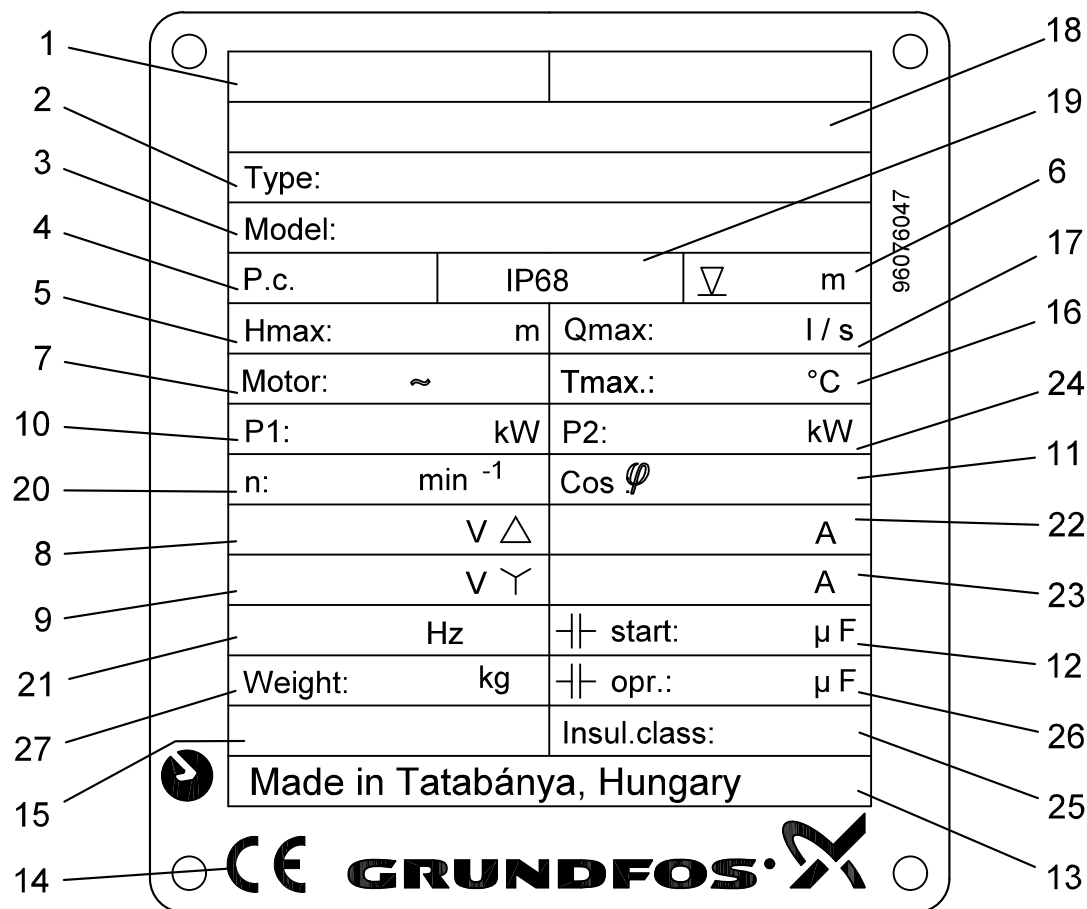 1
18
2
19
3
Type:
6
4
Model:
17
5
P.c. IP68 m
96076047
16
7
Hmax: m Qmax: l / s
24
10
Motor: ~ Tmax.: °C
11
20
P1: kW P2: kW
22
8
n: min -1 Cos φ
23
9
V △ A
12
21
V Y A
26
27
Hz start: µ F
25
15
Weight: kg opr.: µ F
13
14
Insul.class:
Made in Tatabánya, Hungary
CE GRUNDFOS